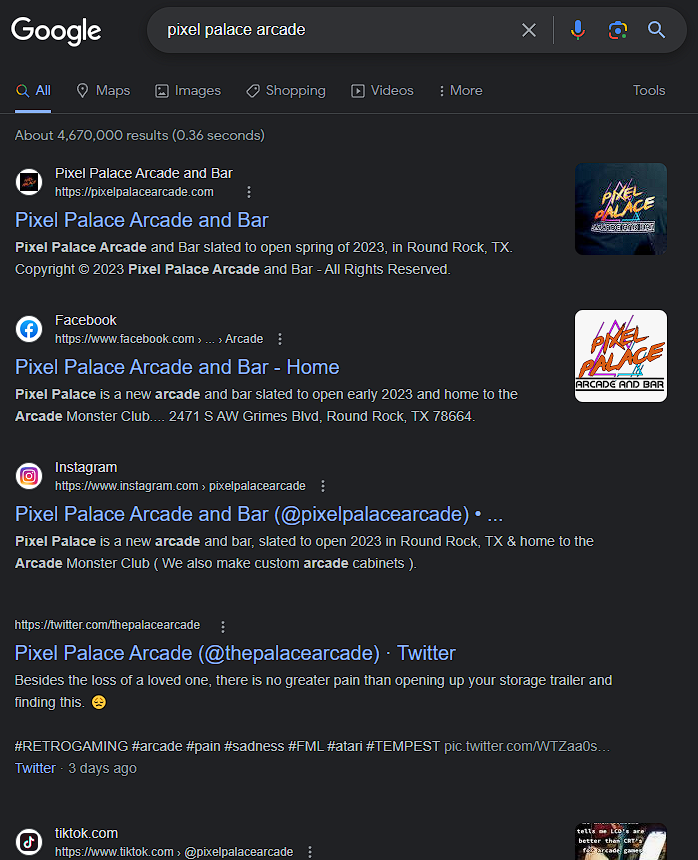 Google
pixel palace arcade
All Maps Images Shopping Videos More Tools
About 4,670,000 results (0.36 seconds)
Pixel Palace Arcade and Bar
https://pixelpalacearcade.com
Pixel Palace Arcade and Bar
Pixel Palace Arcade and Bar slated to open spring of 2023, in Round Rock, TX.
Copyright © 2023 Pixel Palace Arcade and Bar - All Rights Reserved.
PIXEL
PALACE
ARCADE AND BAR
Facebook
https://www.facebook.com › ... › Arcade
Pixel Palace Arcade and Bar - Home
Pixel Palace is a new arcade and bar slated to open early 2023 and home to the
Arcade Monster Club.... 2471 S AW Grimes Blvd, Round Rock, TX 78664.
PIXEL
PALACE
ARCADE AND BAR
Instagram
https://www.instagram.com › pixelpalacearcade
Pixel Palace Arcade and Bar (@pixelpalacearcade) • ...
Pixel Palace is a new arcade and bar, slated to open 2023 in Round Rock, TX & home to the
Arcade Monster Club ( We also make custom arcade cabinets ).
https://twitter.com/thepalacearcade
Pixel Palace Arcade (@thepalacearcade) · Twitter
Besides the loss of a loved one, there is no greater pain than opening up your storage trailer and
finding this. 😔
#RETROGAMING #arcade #pain #sadness #FML #atari #TEMPEST pic.twitter.com/WTZaa0s...
Twitter · 3 days ago
tiktok.com
https://www.tiktok.com › @pixelpalacearcade
tells me LCD's are
better than CRT's
for arcade games